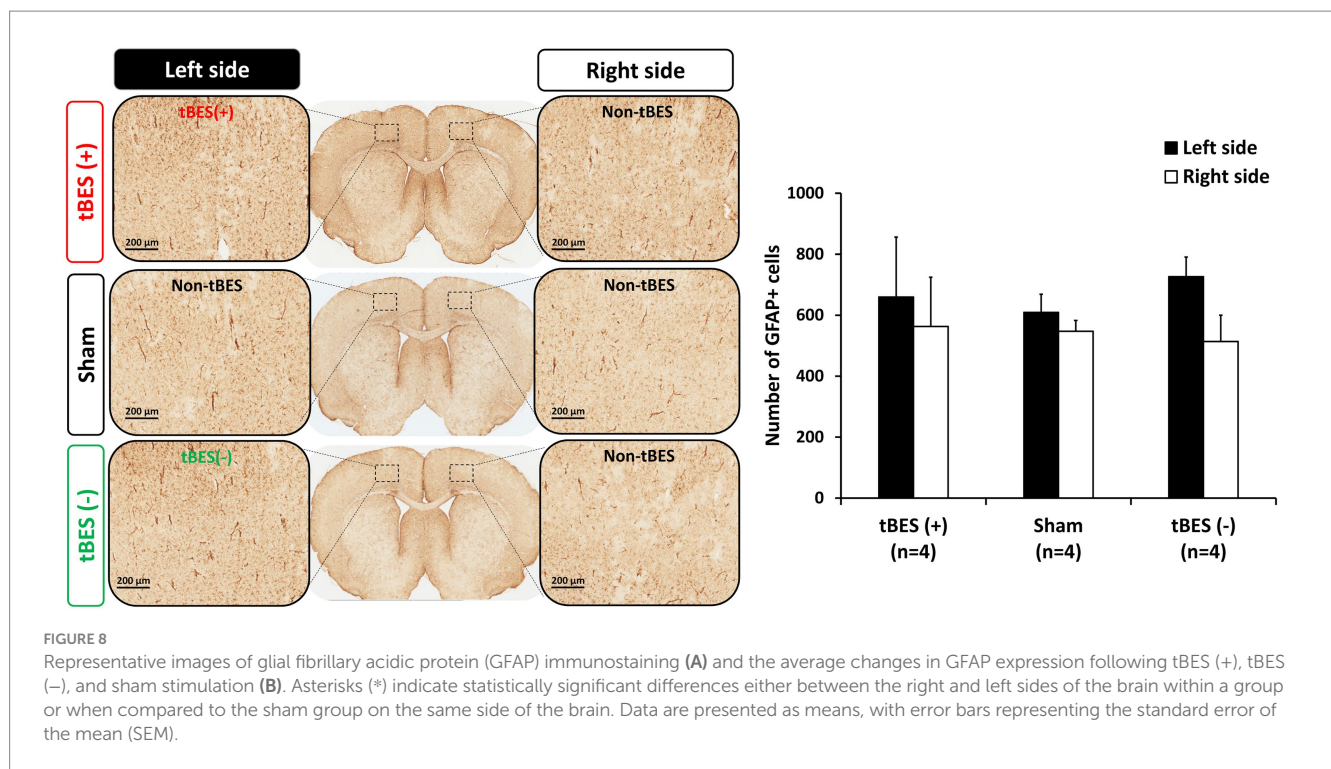 Left side
Right side
tBES (+)
tBES(+)
Non-tBES
200 µm
200 µm
Sham
Non-tBES
Non-tBES
200 µm
200 µm
tBES (-)
tBES(-)
Non-tBES
200 µm
200 µm
Left side
Right side
Number of GFAP+ cells
1000
800
600
400
200
0
tBES (+)
(n=4)
Sham
(n=4)
tBES (-)
(n=4)
FIGURE 8
Representative images of glial fibrillary acidic protein (GFAP) immunostaining (A) and the average changes in GFAP expression following tBES (+), tBES
(−), and sham stimulation (B). Asterisks (*) indicate statistically significant differences either between the right and left sides of the brain within a group
or when compared to the sham group on the same side of the brain. Data are presented as means, with error bars representing the standard error of
the mean (SEM).